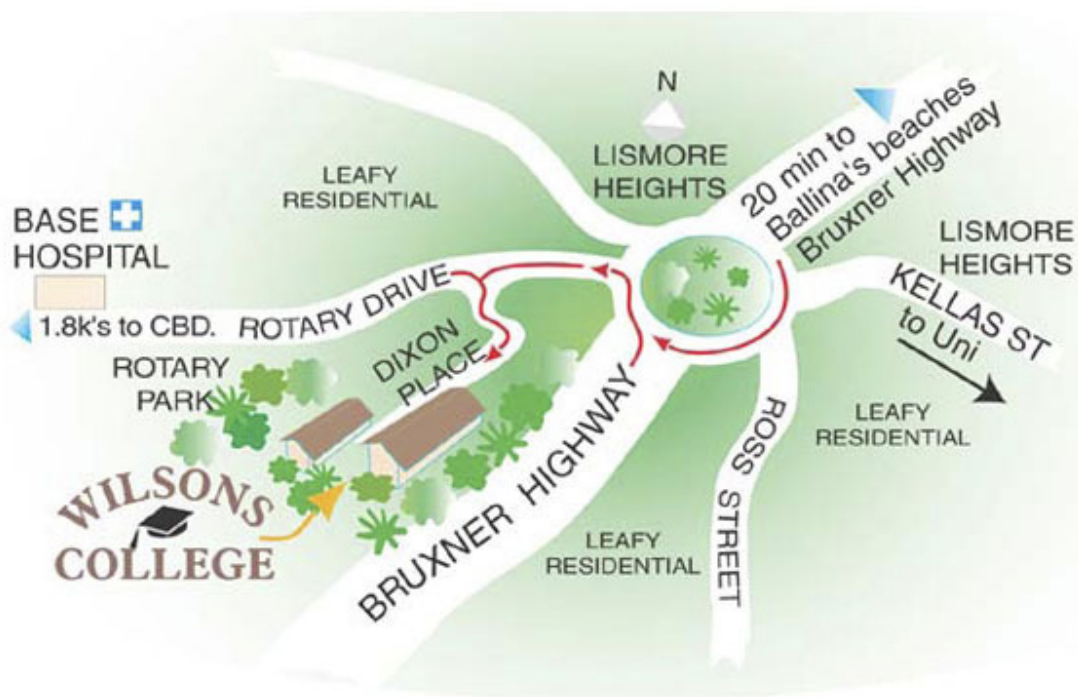 N
LISMORE
HEIGHTS
20 min to
Ballina's beaches
Bruxner Highway
LEAFY
RESIDENTIAL
BASE
HOSPITAL
LISMORE
HEIGHTS
KELLAS ST
to Uni
1.8k's to CBD.
ROTARY DRIVE
DIXON
PLACE
ROTARY
PARK
LEAFY
RESIDENTIAL
ROSS
STREET
WILSONS
COLLEGE
BRUXNER HIGHWAY
LEAFY
RESIDENTIAL